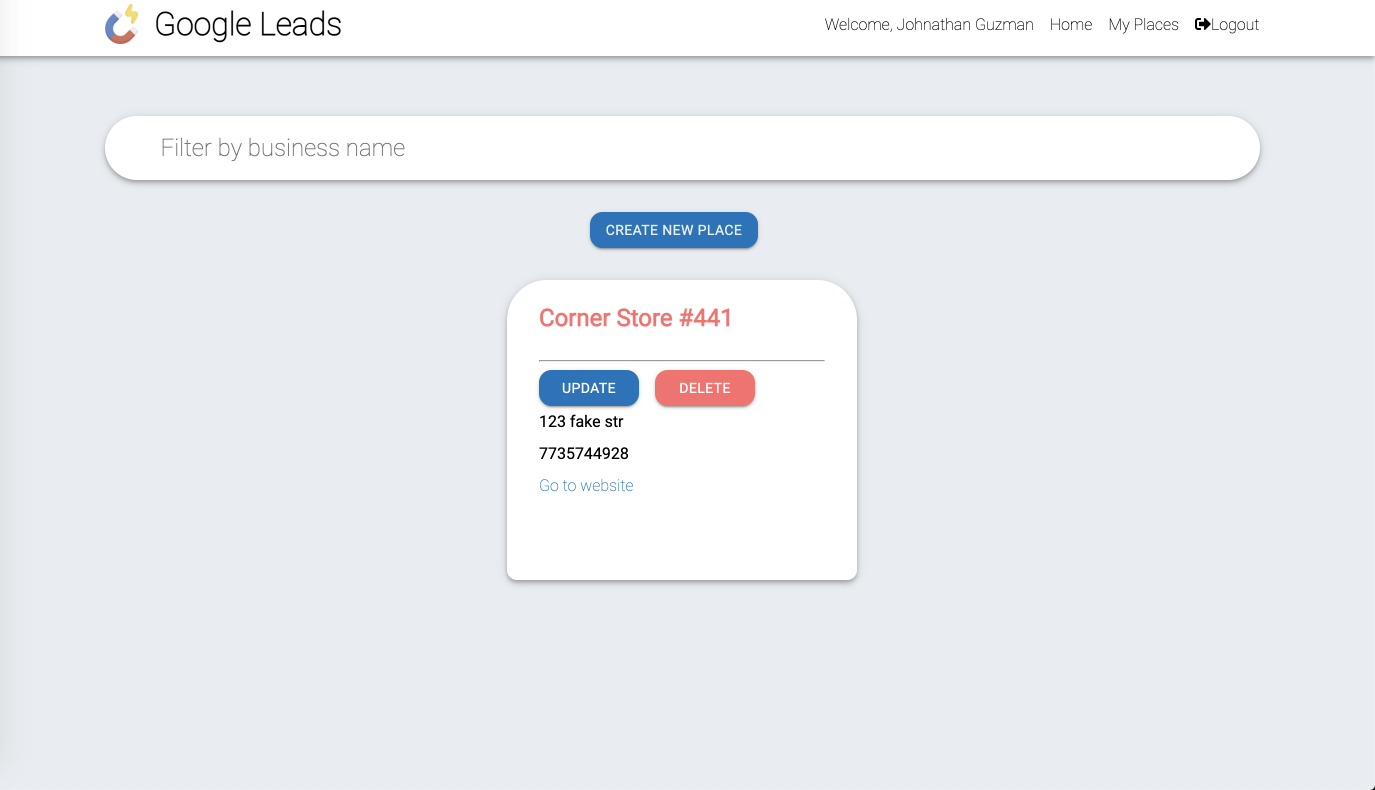 Google Leads
Welcome, Johnathan Guzman Home My Places Logout
Filter by business name
CREATE NEW PLACE
Corner Store #441
UPDATE DELETE
123 fake str
7735744928
Go to website